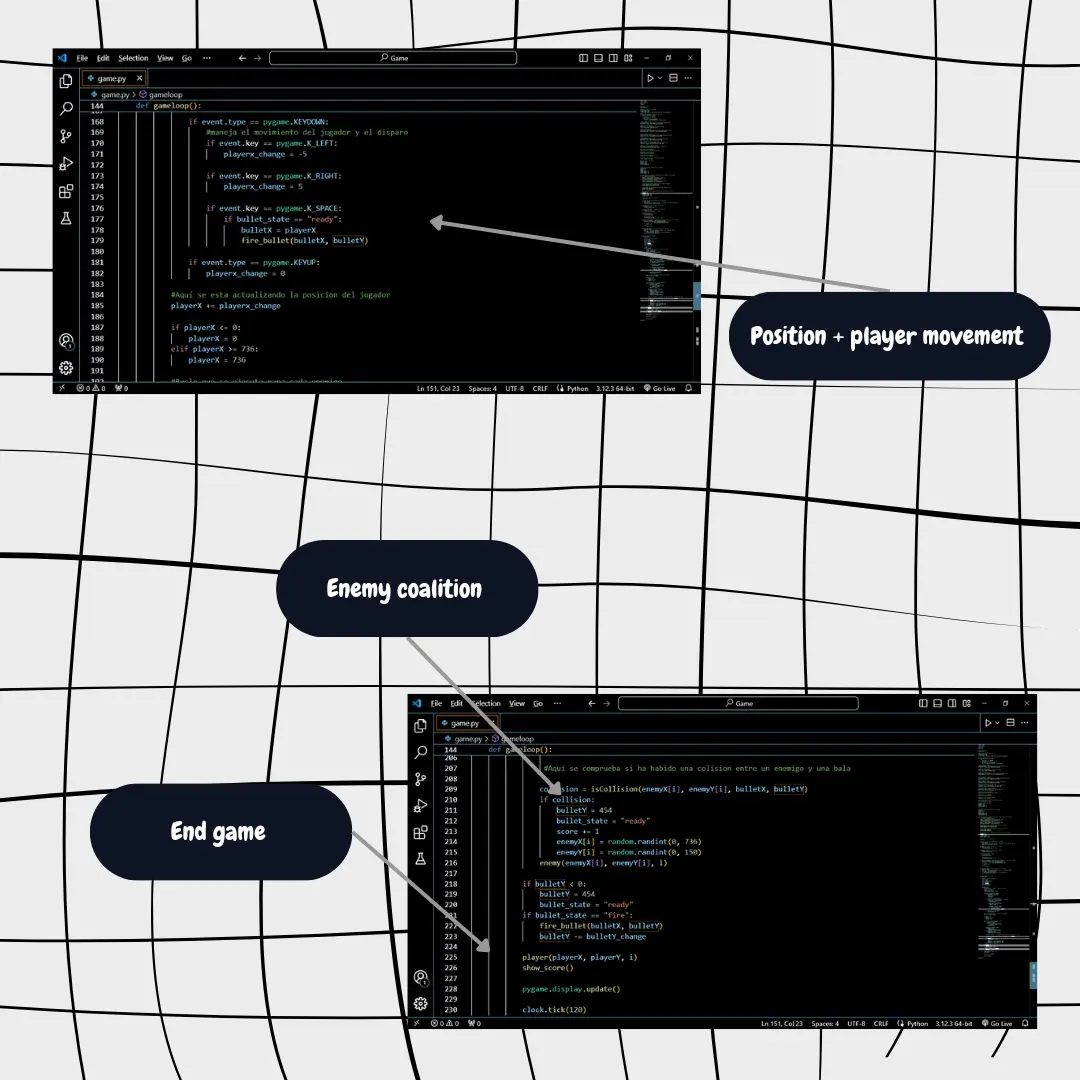 File Edit Selection View Go ··· Game
game.py
game.py > gameloop
144 def gameloop():
168 if event.type == pygame.KEYDOWN:
169 #maneja el movimiento del jugador y el disparo
170 if event.key == pygame.K_LEFT:
171 playerx_change = -5
172
173 if event.key == pygame.K_RIGHT:
174 playerx_change = 5
175
176 if event.key == pygame.K_SPACE:
177 if bullet_state == "ready":
178 bulletX = playerX
179 fire_bullet(bulletX, bulletY)
180
181 if event.type == pygame.KEYUP:
182 playerx_change = 0
183
184 #Aquí se esta actualizando la posicion del jugador
185 playerX += playerx_change
186
187 if playerX <= 0:
188 playerX = 0
189 elif playerX >= 736:
190 playerX = 736
191
0 0 0 Ln 151, Col 23 Spaces: 4 UTF-8 CRLF Python 3.12.3 64-bit Go Live
Position + player movement
Enemy coalition
File Edit Selection View Go ··· Game
game.py
game.py > gameloop
144 def gameloop():
206
207 #Aqui se comprueba si ha habido una colision entre un enemigo y una bala
208
209 collision = isCollision(enemyX[i], enemyY[i], bulletX, bulletY)
210 if collision:
211 bulletY = 454
212 bullet_state = "ready"
213 score += 1
214 enemyX[i] = random.randint(0, 736)
215 enemyY[i] = random.randint(0, 150)
216 enemy(enemyX[i], enemyY[i], i)
217
218 if bulletY < 0:
219 bulletY = 454
220 bullet_state = "ready"
221 if bullet_state == "fire":
222 fire_bullet(bulletX, bulletY)
223 bulletY -= bulletY_change
224
225 player(playerX, playerY, i)
226 show_score()
227
228 pygame.display.update()
229
230 clock.tick(120)
0 0 0 Ln 151, Col 23 Spaces: 4 UTF-8 CRLF Python 3.12.3 64-bit Go Live
End game